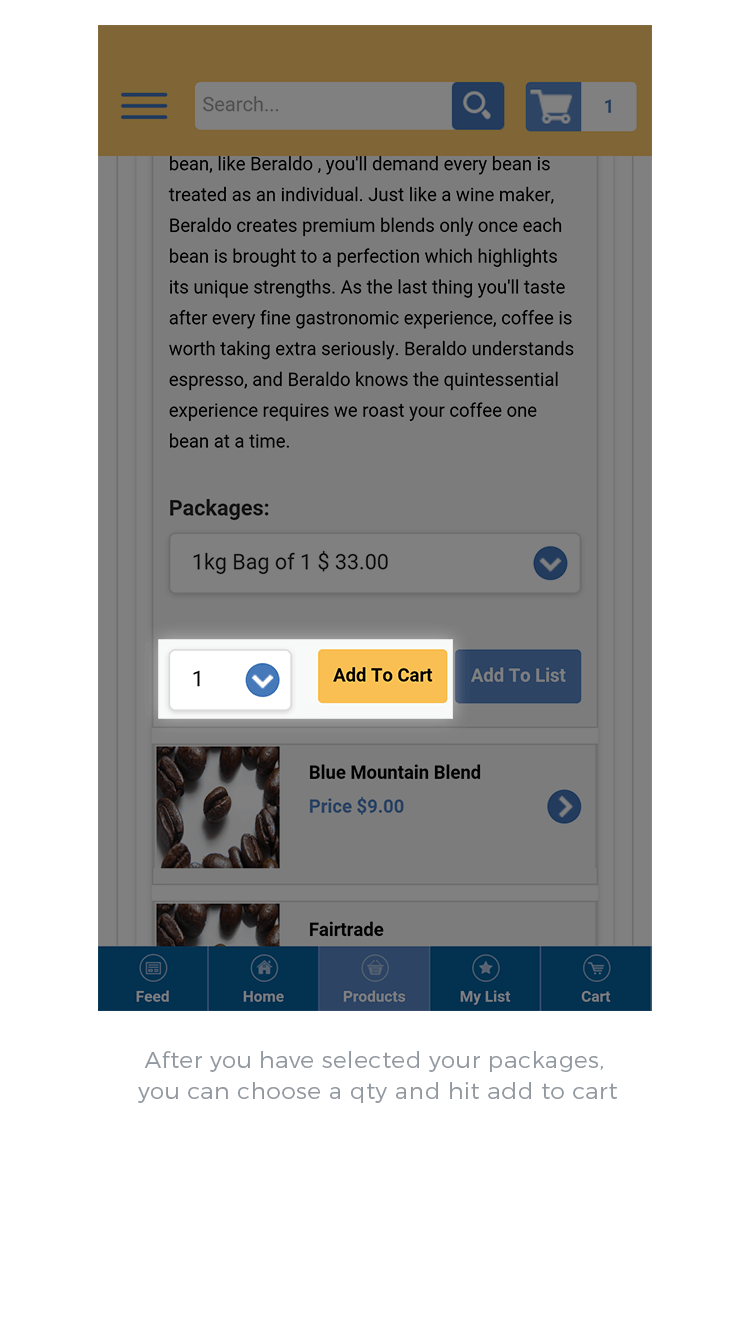 Search...
1
bean, like Beraldo , you'll demand every bean is
treated as an individual. Just like a wine maker,
Beraldo creates premium blends only once each
bean is brought to a perfection which highlights
its unique strengths. As the last thing you'll taste
after every fine gastronomic experience, coffee is
worth taking extra seriously. Beraldo understands
espresso, and Beraldo knows the quintessential
experience requires we roast your coffee one
bean at a time.
Packages:
1kg Bag of 1 $ 33.00
1 Add To Cart Add To List
Blue Mountain Blend
Price $9.00
Fairtrade
Feed Home Products My List Cart
After you have selected your packages,
you can choose a qty and hit add to cart